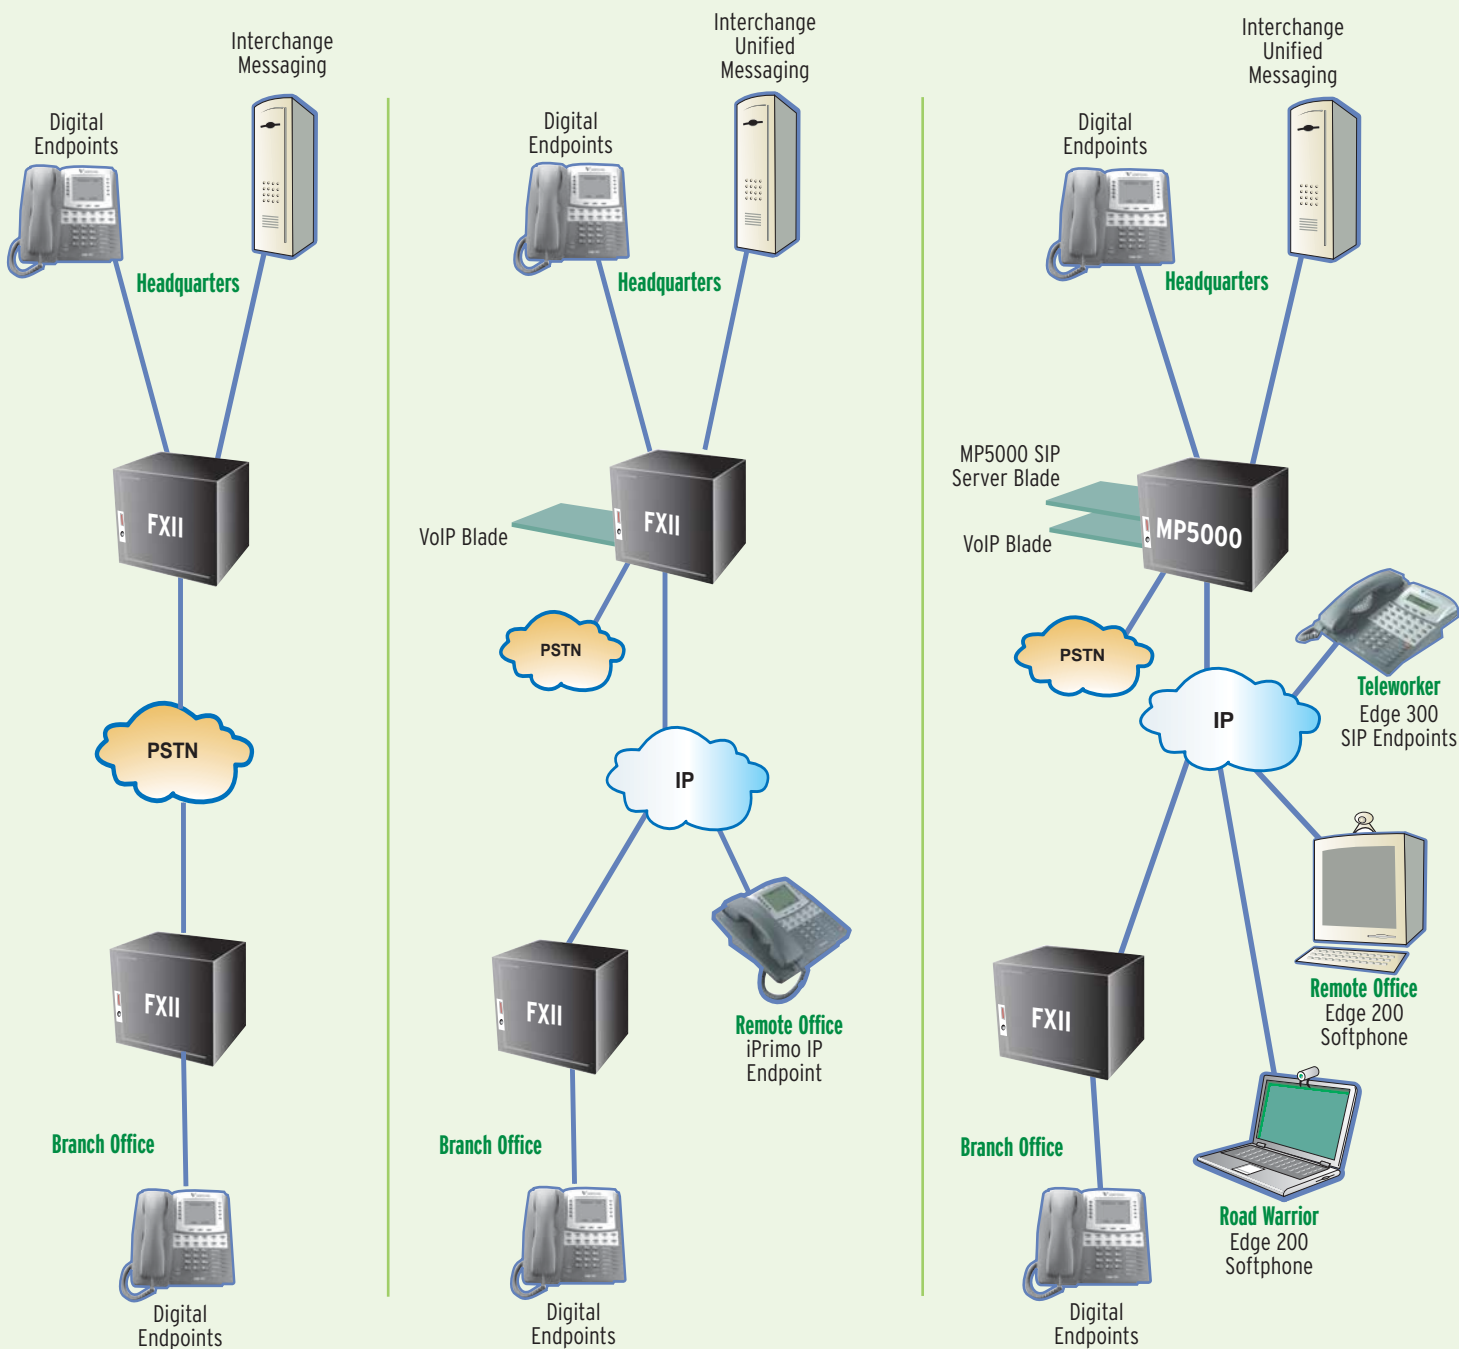 Interchange
Messaging
Digital
Endpoints
Headquarters
FXII
PSTN
FXII
Branch Office
Digital
Endpoints
Interchange
Unified
Messaging
Digital
Endpoints
Headquarters
VoIP Blade
FXII
PSTN
IP
Remote Office
iPrimo IP
Endpoint
FXII
Branch Office
Digital
Endpoints
Interchange
Unified
Messaging
Digital
Endpoints
Headquarters
MP5000 SIP
Server Blade
VoIP Blade
MP5000
PSTN
IP
Teleworker
Edge 300
SIP Endpoints
Remote Office
Edge 200
Softphone
FXII
Branch Office
Road Warrior
Edge 200
Softphone
Digital
Endpoints